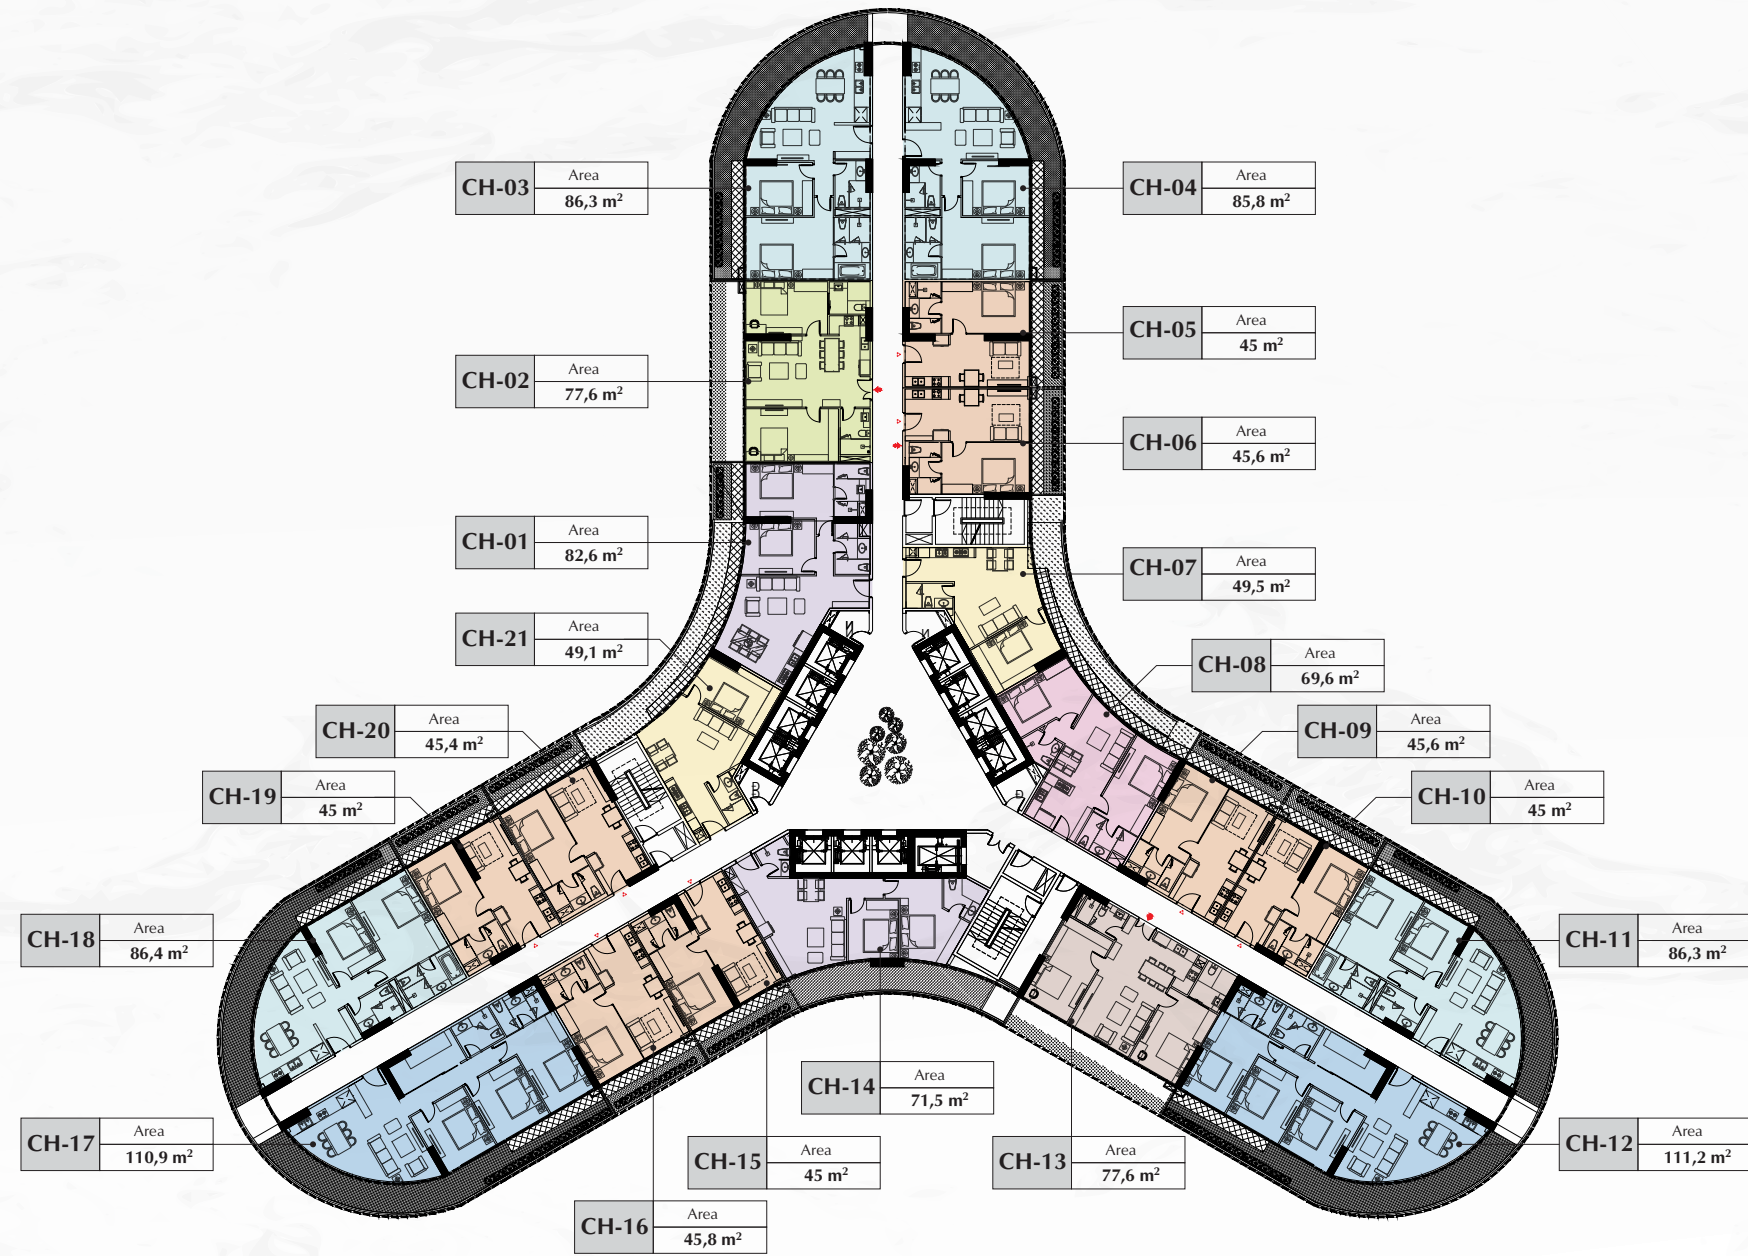 CH-03
Area
86,3 m²
CH-04
Area
85,8 m²
CH-05
Area
45 m²
CH-02
Area
77,6 m²
CH-06
Area
45,6 m²
CH-01
Area
82,6 m²
CH-07
Area
49,5 m²
CH-21
Area
49,1 m²
CH-08
Area
69,6 m²
CH-20
Area
45,4 m²
CH-09
Area
45,6 m²
CH-19
Area
45 m²
CH-10
Area
45 m²
CH-18
Area
86,4 m²
CH-11
Area
86,3 m²
CH-14
Area
71,5 m²
CH-17
Area
110,9 m²
CH-12
Area
111,2 m²
CH-15
Area
45 m²
CH-13
Area
77,6 m²
CH-16
Area
45,8 m²